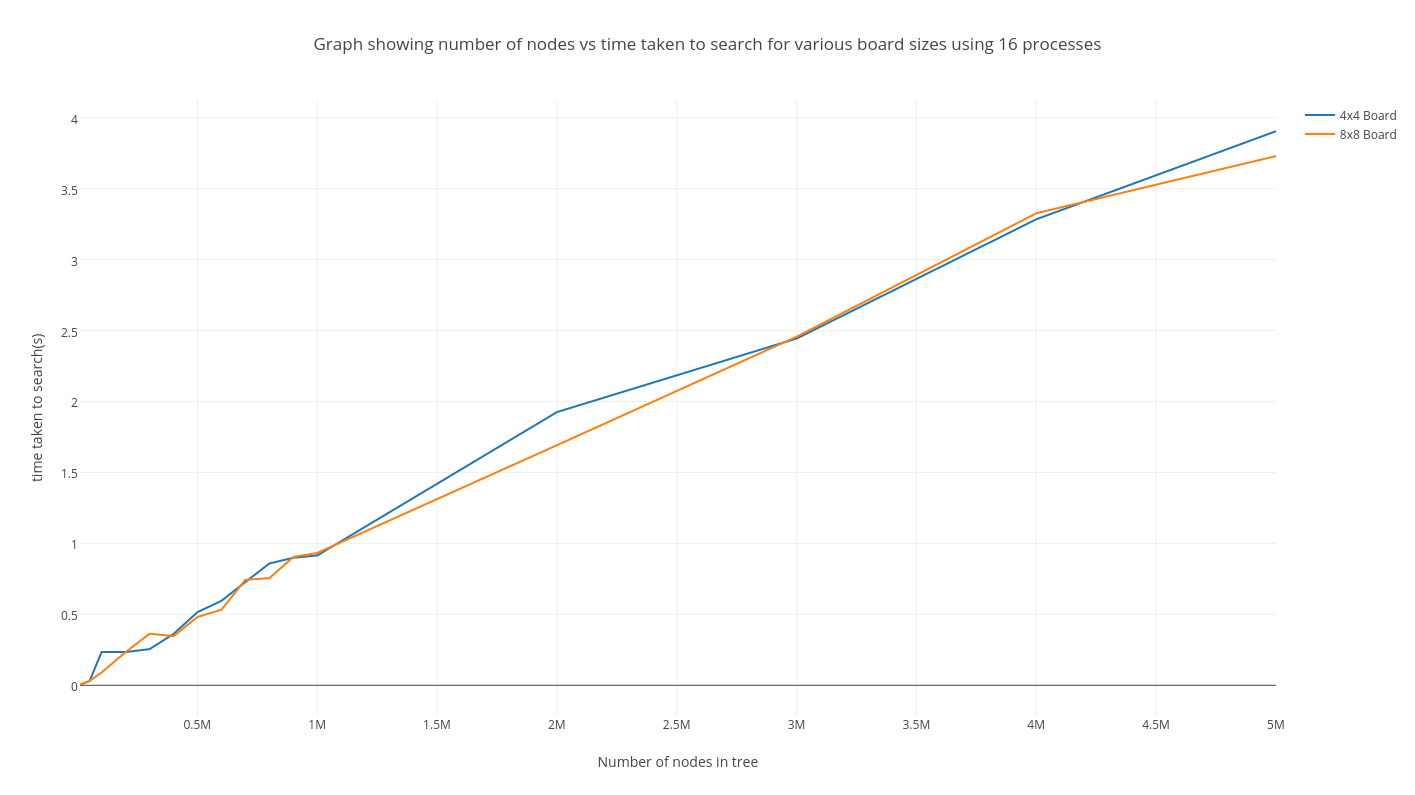 Graph showing number of nodes vs time taken to search for various board sizes using 16 processes
4x4 Board
8x8 Board
4
3.5
3
2.5
2
1.5
1
0.5
0
time taken to search(s)
0.5M
1M
1.5M
2M
2.5M
3M
3.5M
4M
4.5M
5M
Number of nodes in tree